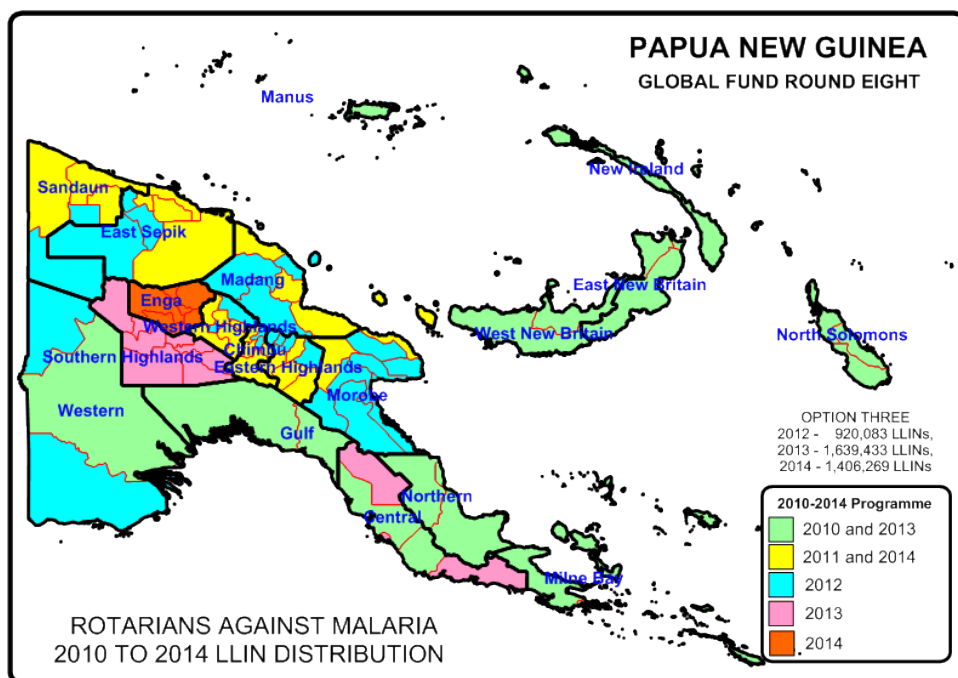 PAPUA NEW GUINEA
GLOBAL FUND ROUND EIGHT
Manus
New Ireland
Sandaun
East Sepik
Madang
East New Britain
Enga
Western Highlands
West New Britain
North Solomons
Chimbu
Southern Highlands
Eastern Highlands
Morobe
Western
Gulf
Northern
Central
Milne Bay
OPTION THREE
2012 - 920,083 LLINs,
2013 - 1,639,433 LLINs,
2014 - 1,406,269 LLINs
2010-2014 Programme
2010 and 2013
2011 and 2014
2012
2013
2014
ROTARIANS AGAINST MALARIA
2010 TO 2014 LLIN DISTRIBUTION